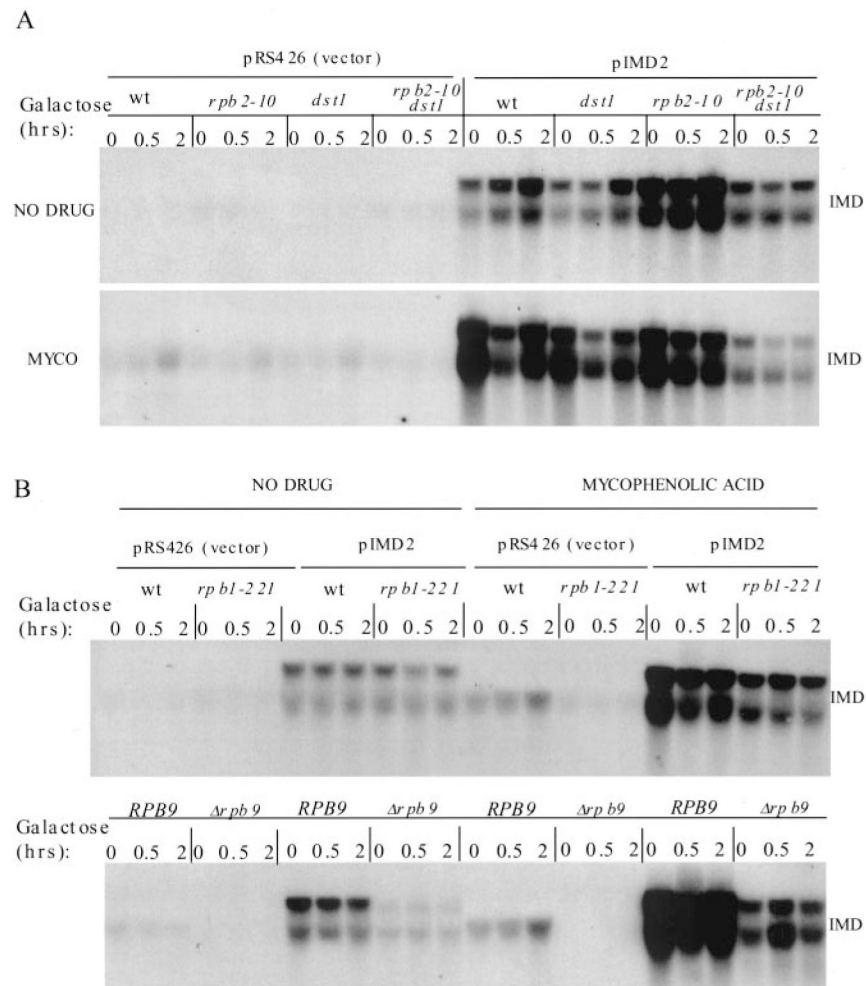 A
pRS426 (vector) pIMD2
Galactose wt rpb2-10 dst1 rpb2-10 dst1 wt dst1 rpb2-10 rpb2-10 dst1
(hrs): 0 0.5 2 0 0.5 2 0 0.5 2 0 0.5 2 0 0.5 2 0 0.5 2 0 0.5 2 0 0.5 2
NO DRUG IMD
MYCO IMD
B
NO DRUG MYCOPHENOLIC ACID
pRS426 (vector) pIMD2 pRS426 (vector) pIMD2
wt rpb1-221 wt rpb1-221 wt rpb1-221 wt rpb1-221
Galactose
(hrs): 0 0.5 2 0 0.5 2 0 0.5 2 0 0.5 2 0 0.5 2 0 0.5 2 0 0.5 2 0 0.5 2
IMD
RPB9 Δrpb9 RPB9 Δrpb9 RPB9 Δrpb9 RPB9 Δrpb9
Galactose
(hrs): 0 0.5 2 0 0.5 2 0 0.5 2 0 0.5 2 0 0.5 2 0 0.5 2 0 0.5 2 0 0.5 2
IMD